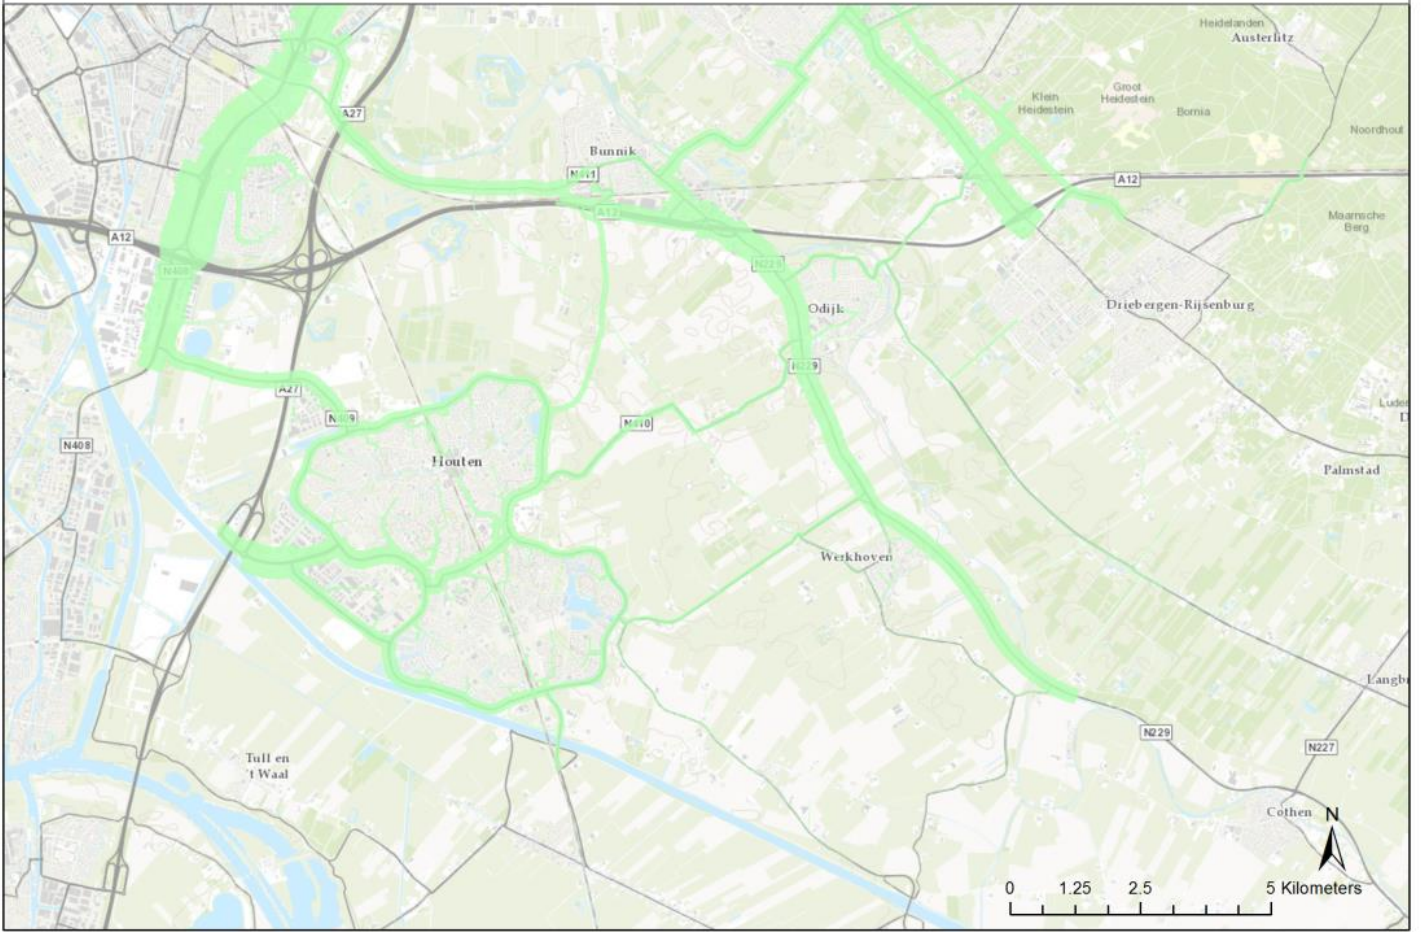 Heidelanden
Austerlitz
Klein
Heidestein
Groot
Heidestein
Bornia
Noordhout
A27
Bunnik
N411
A12
A12
Maarnsche
Berg
A12
N408
N229
Odijk
Driebergen-Rijsenburg
N229
A27
N409
N410
N408
Houten
Palmstad
Werkhoven
Tull en
't Waal
N229
N227
Cothen
N
0 1.25 2.5 5 Kilometers